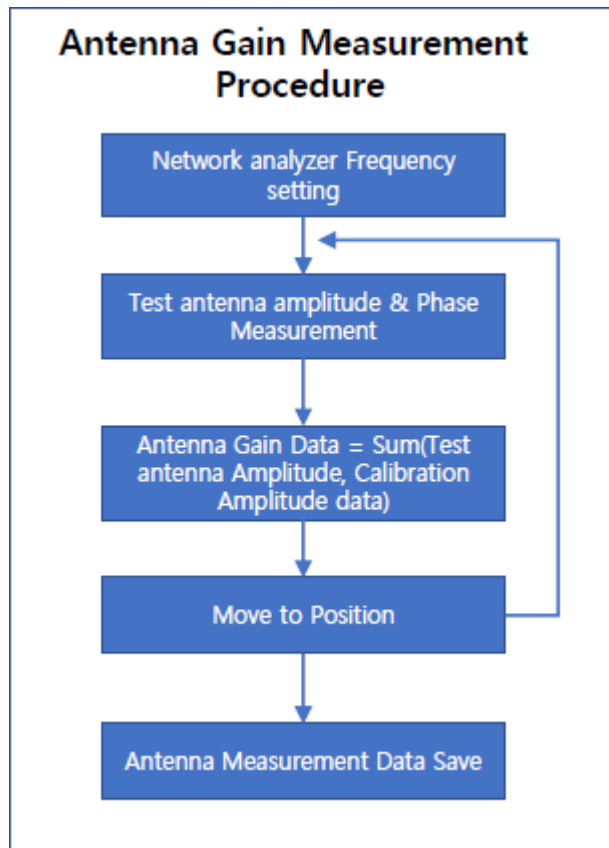 Antenna Gain Measurement
Procedure
Network analyzer Frequency
setting
Test antenna amplitude & Phase
Measurement
Antenna Gain Data = Sum(Test
antenna Amplitude, Calibration
Amplitude data)
Move to Position
Antenna Measurement Data Save